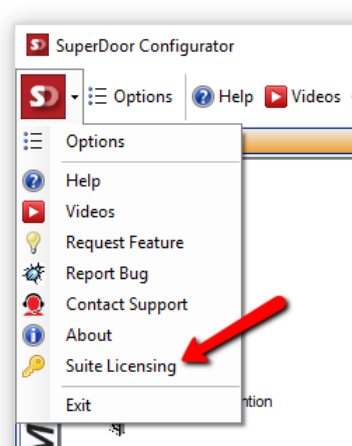 SD SuperDoor Configurator
SD Options Help Videos
Options
Help
Videos
Request Feature
Report Bug
Contact Support
About
Suite Licensing
Exit